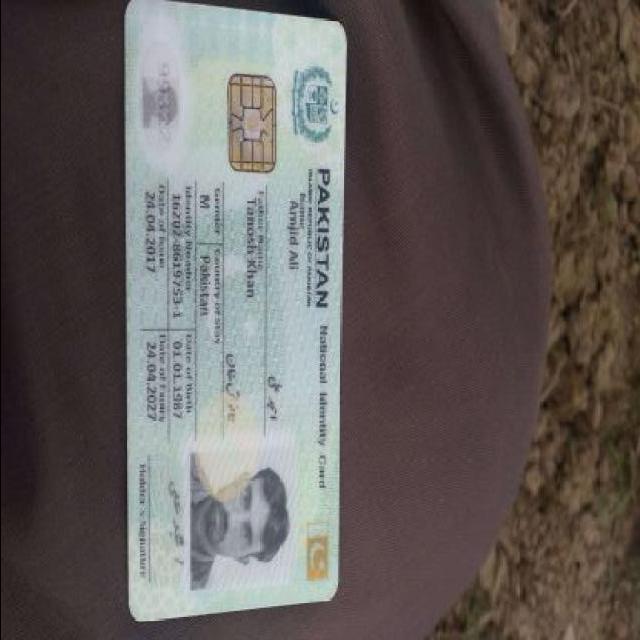 PAKISTAN National Identity Card
ISLAMIC REPUBLIC OF PAKISTAN
Name
Amjid Ali
Father Name
Khan
Gender Country of Stay
M Pakistan
Identity Number Date of Birth
01.01.1987
Date of Issue Date of Expiry
24.04.2017 24.04.2027
Holder's Signature